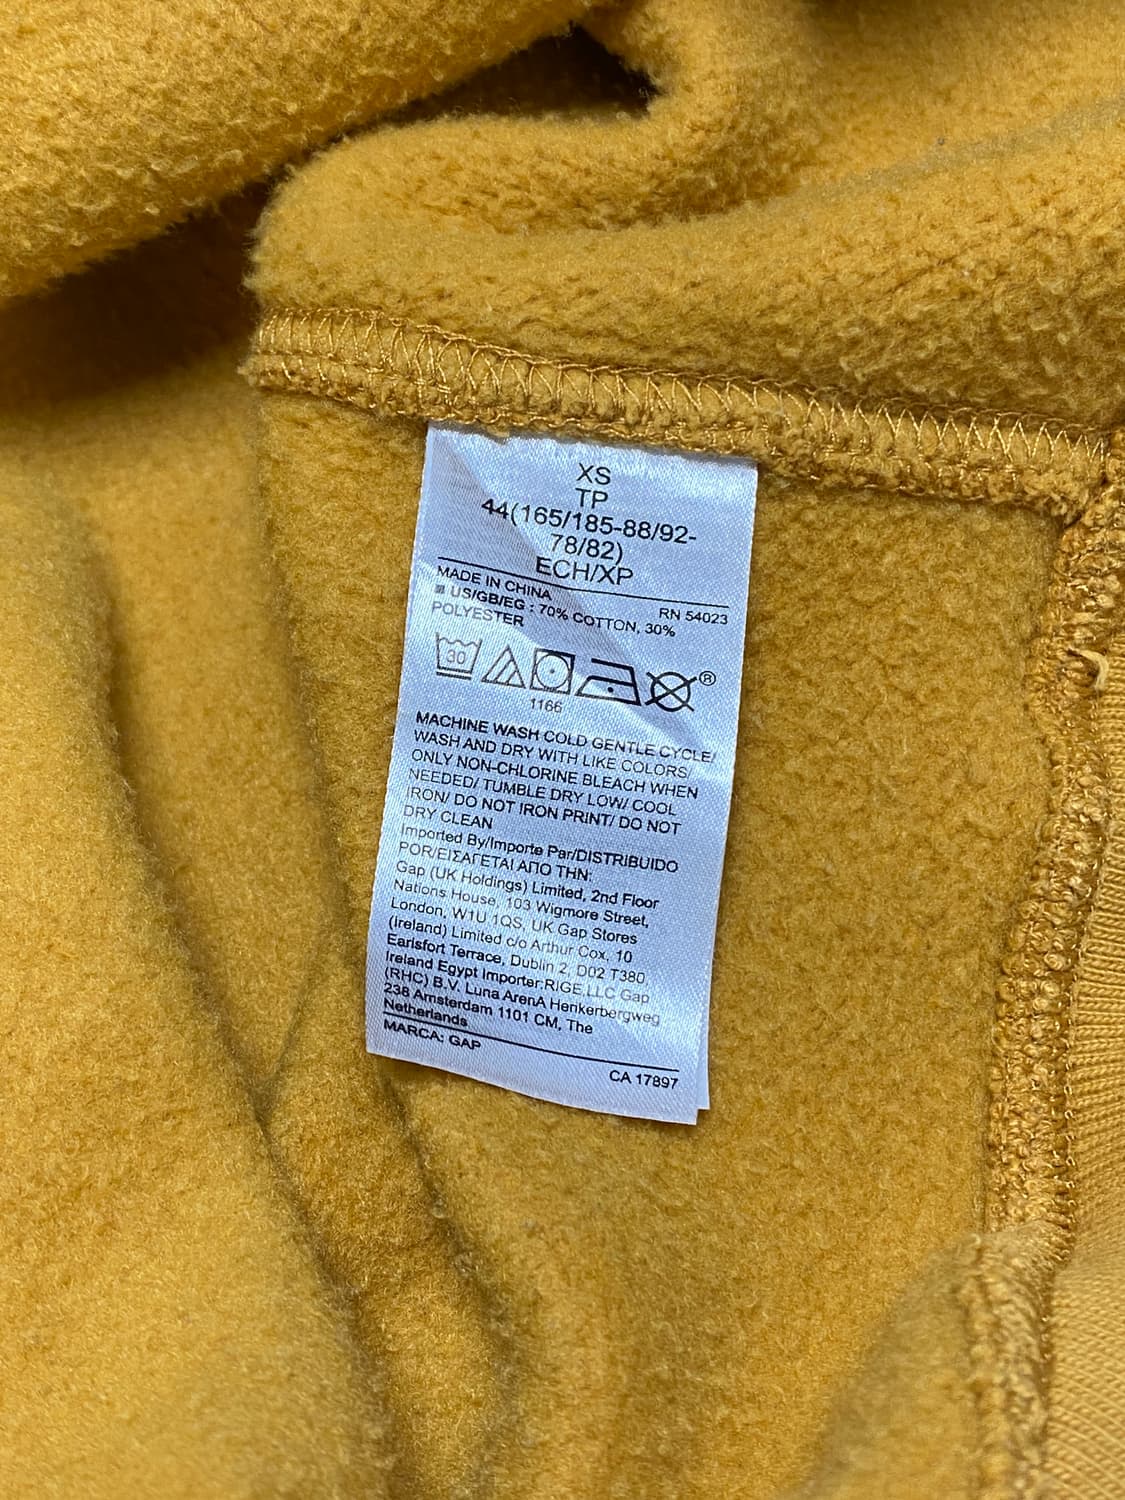 XS
TP
44(165/185-88/92-
78/82)
ECH/XP
MADE IN CHINA
RN 54023
US/GB/EG : 70% COTTON, 30%
POLYESTER
30
®
1166
MACHINE WASH COLD GENTLE CYCLE/
WASH AND DRY WITH LIKE COLORS/
ONLY NON-CHLORINE BLEACH WHEN
NEEDED/ TUMBLE DRY LOW/ COOL
IRON/ DO NOT IRON PRINT/ DO NOT
DRY CLEAN
Imported By/Importe Par/DISTRIBUIDO
POR/ΕΙΣΑΓΕΤΑΙ ΑΠΟ ΤΗΝ:
Gap (UK Holdings) Limited, 2nd Floor
Nations House, 103 Wigmore Street,
London, W1U 1QS, UK Gap Stores
(Ireland) Limited c/o Arthur Cox, 10
Earlsfort Terrace, Dublin 2, D02 T380,
Ireland Egypt Importer:RIGE LLC Gap
(RHC) B.V. Luna ArenA Herikerbergweg
238 Amsterdam 1101 CM, The
Netherlands
MARCA: GAP
CA 17897